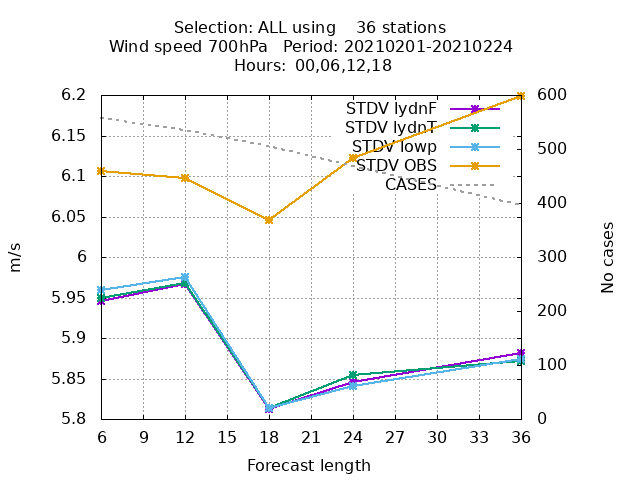 Selection: ALL using    36 stations
Wind speed 700hPa   Period: 20210201-20210224
Hours: 00,06,12,18
6.2
6.15
6.1
6.05
6
5.95
5.9
5.85
5.8
m/s
STDV lydnF
STDV lydnT
STDV lowp
STDV OBS
CASES
600
500
400
300
200
100
0
No cases
6 9 12 15 18 21 24 27 30 33 36
Forecast length